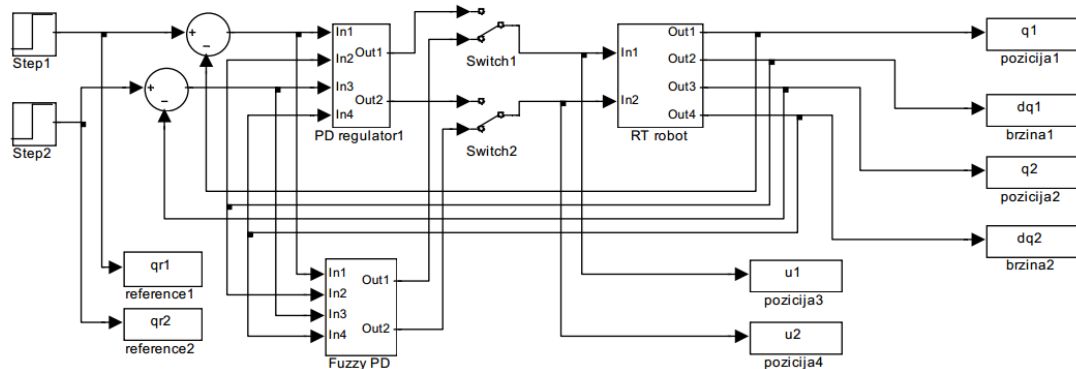 Step1
Step2
+
−
+
−
In1
In2
In3
In4
Out1
Out2
PD regulator1
Switch1
Switch2
In1
In2
Out1
Out2
Out3
Out4
RT robot
q1
pozicija1
dq1
brzina1
q2
pozicija2
dq2
brzina2
qr1
reference1
qr2
reference2
In1
In2
In3
In4
Out1
Out2
Fuzzy PD
u1
pozicija3
u2
pozicija4